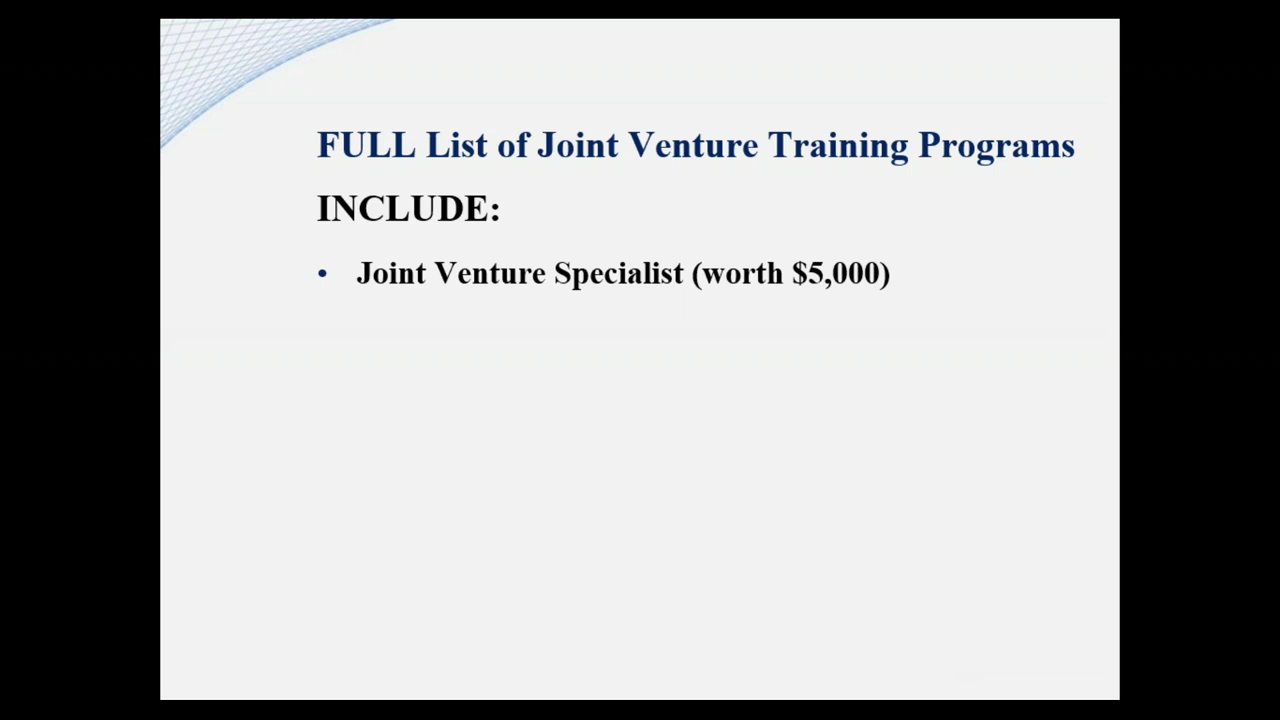 FULL List of Joint Venture Training Programs
INCLUDE:
• Joint Venture Specialist (worth $5,000)